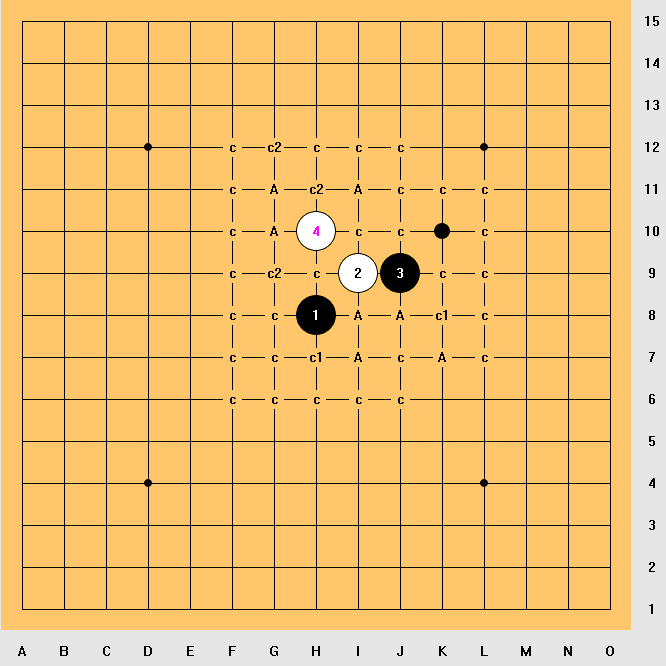 15
14
13
c c2 c c c 12
c A c2 A c c c 11
c A 4 c c c 10
c c2 c 2 3 c c 9
c c 1 A A c1 c 8
c c c1 A c A c 7
c c c c c 6
5
4
3
2
1
A B C D E F G H I J K L M N O